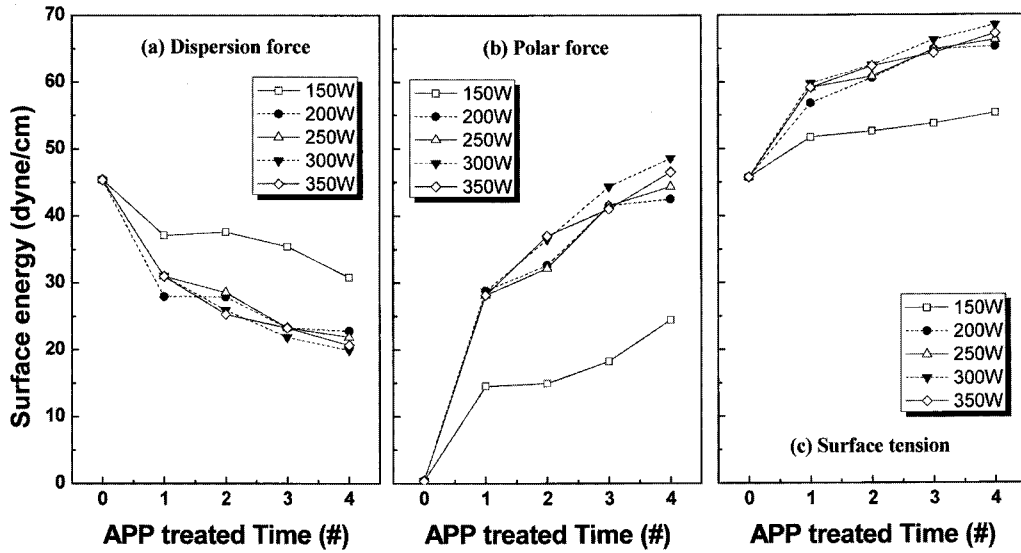 Surface energy (dyne/cm)
70
60
50
40
30
20
10
0
(a) Dispersion force
150W
200W
250W
300W
350W
0 1 2 3 4
APP treated Time (#)
(b) Polar force
150W
200W
250W
300W
350W
0 1 2 3 4
APP treated Time (#)
150W
200W
250W
300W
350W
(c) Surface tension
0 1 2 3 4
APP treated Time (#)